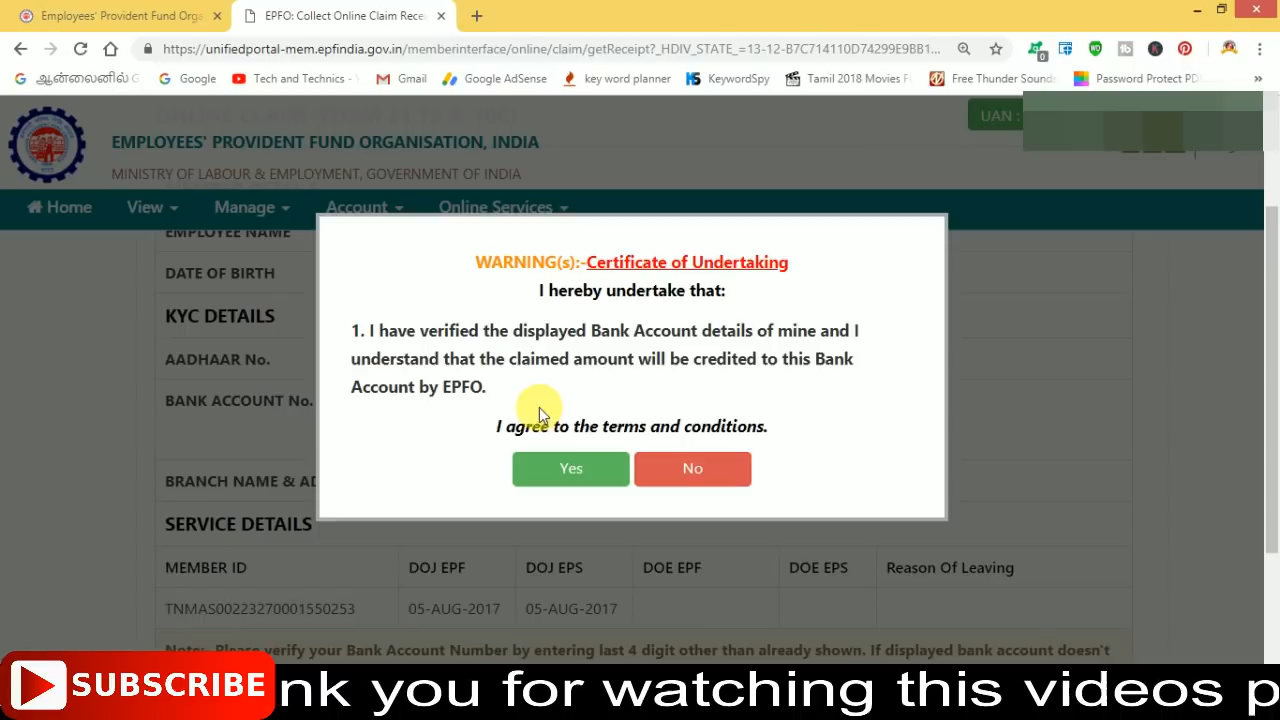 Employees' Provident Fund Orga
EPFO: Collect Online Claim Rece
https://unifiedportal-mem.epfindia.gov.in/memberinterface/online/claim/getReceipt?_HDIV_STATE_=13-12-B7C714110D74299E9BB1...
ஆன்லைனில் G
Google
Tech and Technics -
Gmail
Google AdSense
key word planner
KeywordSpy
Tamil 2018 Movies F
Free Thunder Sounds
Password Protect PD
»
UAN :
EMPLOYEES' PROVIDENT FUND ORGANISATION, INDIA
MINISTRY OF LABOUR & EMPLOYMENT, GOVERNMENT OF INDIA
Home View Manage Account Online Services
EMPLOYEE NAME
DATE OF BIRTH
KYC DETAILS
AADHAAR No.
BANK ACCOUNT No.
BRANCH NAME & AD
WARNING(s):-Certificate of Undertaking
I hereby undertake that:
1. I have verified the displayed Bank Account details of mine and I
understand that the claimed amount will be credited to this Bank
Account by EPFO.
I agree to the terms and conditions.
Yes No
SERVICE DETAILS
MEMBER ID DOJ EPF DOJ EPS DOE EPF DOE EPS Reason Of Leaving
TNMAS00223270001550253 05-AUG-2017 05-AUG-2017
Note:- Please verify your Bank Account Number by entering last 4 digit other than already shown. If displayed bank account doesn't
SUBSCRIBE
nk you for watching this videos p